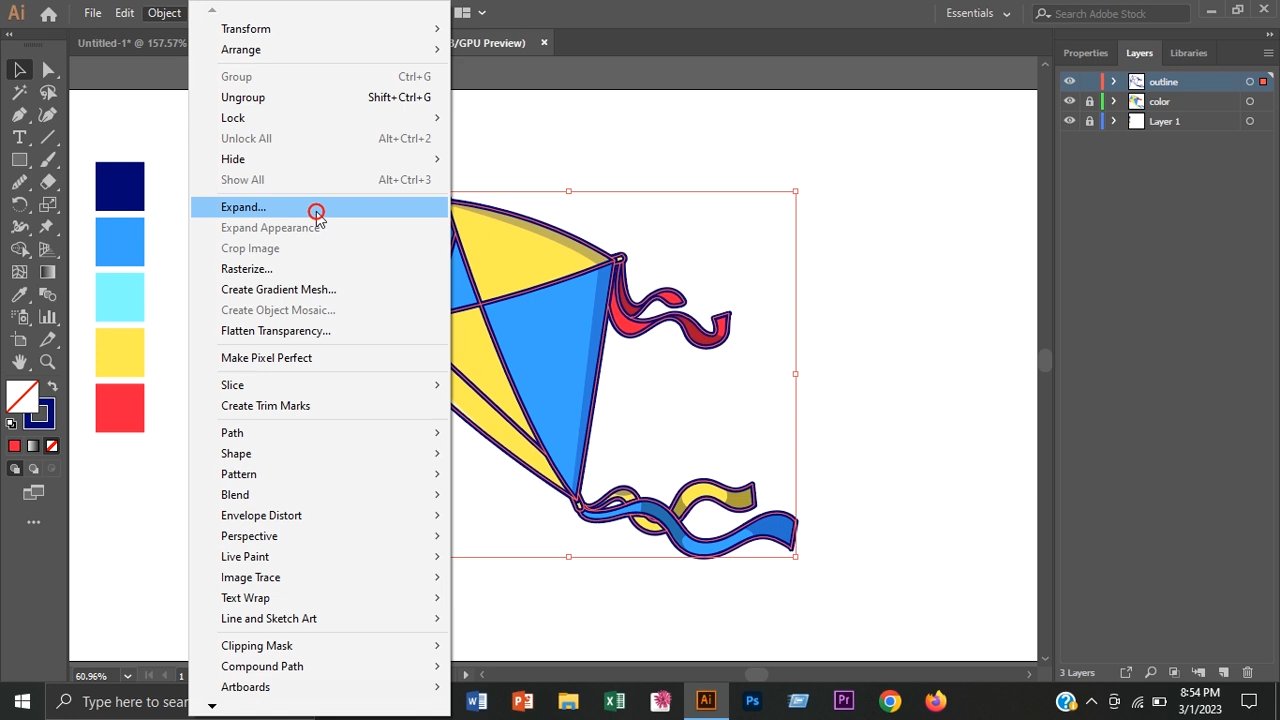 Ai File Edit Object Essentials Search Adobe Stock
Untitled-1* @ 157.57% B/GPU Preview) ×
Properties Layers Libraries
outline
color
Layer 1
Transform
Arrange
Group Ctrl+G
Ungroup Shift+Ctrl+G
Lock
Unlock All Alt+Ctrl+2
Hide
Show All Alt+Ctrl+3
Expand...
Expand Appearance
Crop Image
Rasterize...
Create Gradient Mesh...
Create Object Mosaic...
Flatten Transparency...
Make Pixel Perfect
Slice
Create Trim Marks
Path
Shape
Pattern
Blend
Envelope Distort
Perspective
Live Paint
Image Trace
Text Wrap
Line and Sketch Art
Clipping Mask
Compound Path
Artboards
60.96% 1
3 Layers
Type here to sear
Ai Ps Pr
8:54 PM
3/1/2023